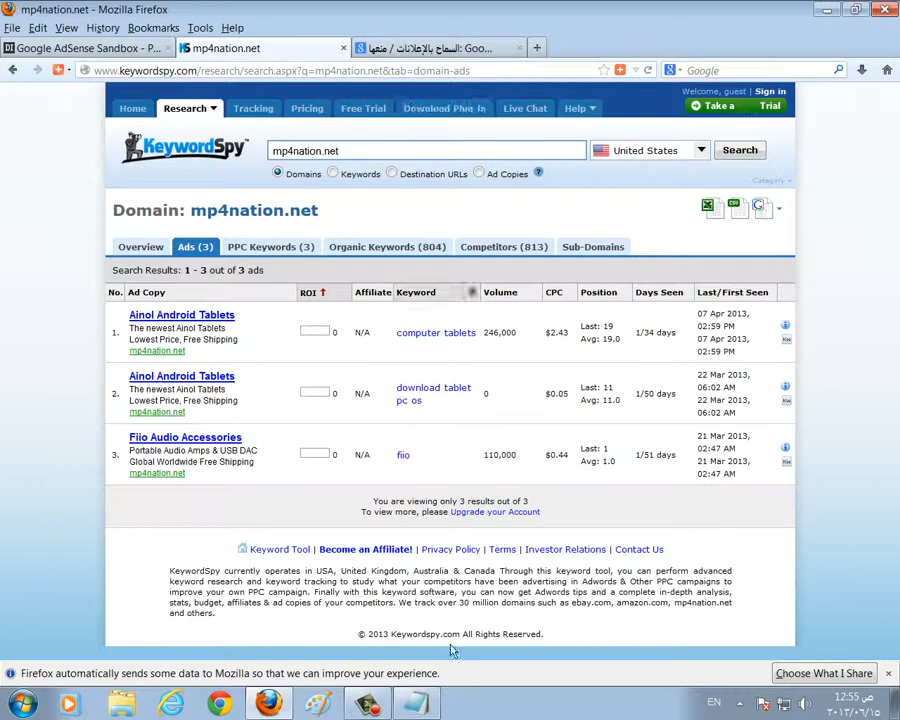 mp4nation.net - Mozilla Firefox
File Edit View History Bookmarks Tools Help
Google AdSense Sandbox - P... mp4nation.net السماح بالإعلانات / منعها: Goo...
www.keywordspy.com/research/search.aspx?q=mp4nation.net&tab=domain-ads Google
Welcome, guest | Sign in
Home Research Tracking Pricing Free Trial Download Plug In Live Chat Help Take a Trial
KeywordSpy mp4nation.net United States Search
Domains Keywords Destination URLs Ad Copies ?
Category
Domain: mp4nation.net
Overview Ads (3) PPC Keywords (3) Organic Keywords (804) Competitors (813) Sub-Domains
Search Results: 1 - 3 out of 3 ads
No. Ad Copy ROI Affiliate Keyword Volume CPC Position Days Seen Last/First Seen
1. Ainol Android Tablets
The newest Ainol Tablets
Lowest Price, Free Shipping
mp4nation.net
0 N/A computer tablets 246,000 $2.43
Last: 19
Avg: 19.0
1/34 days
07 Apr 2013,
02:59 PM
07 Apr 2013,
02:59 PM
2. Ainol Android Tablets
The newest Ainol Tablets
Lowest Price, Free Shipping
mp4nation.net
0 N/A download tablet
pc os
0 $0.05
Last: 11
Avg: 11.0
1/50 days
22 Mar 2013,
06:02 AM
22 Mar 2013,
06:02 AM
3. Fiio Audio Accessories
Portable Audio Amps & USB DAC
Global Worldwide Free Shipping
mp4nation.net
0 N/A fiio 110,000 $0.44
Last: 1
Avg: 1.0
1/51 days
21 Mar 2013,
02:47 AM
21 Mar 2013,
02:47 AM
You are viewing only 3 results out of 3
To view more, please Upgrade your Account
Keyword Tool | Become an Affiliate! | Privacy Policy | Terms | Investor Relations | Contact Us
KeywordSpy currently operates in USA, United Kingdom, Australia & Canada Through this keyword tool, you can perform advanced
keyword research and keyword tracking to study what your competitors have been advertising in Adwords & Other PPC campaigns to
improve your own PPC campaign. Finally with this keyword software, you can now get Adwords tips and a complete in-depth analysis,
stats, budget, affiliates & ad copies of your competitors. We track over 30 million domains such as ebay.com, amazon.com, mp4nation.net
and others.
© 2013 Keywordspy.com All Rights Reserved.
Firefox automatically sends some data to Mozilla so that we can improve your experience. Choose What I Share
EN 12:55 ص
٢٠١٣/٠٦/١٥